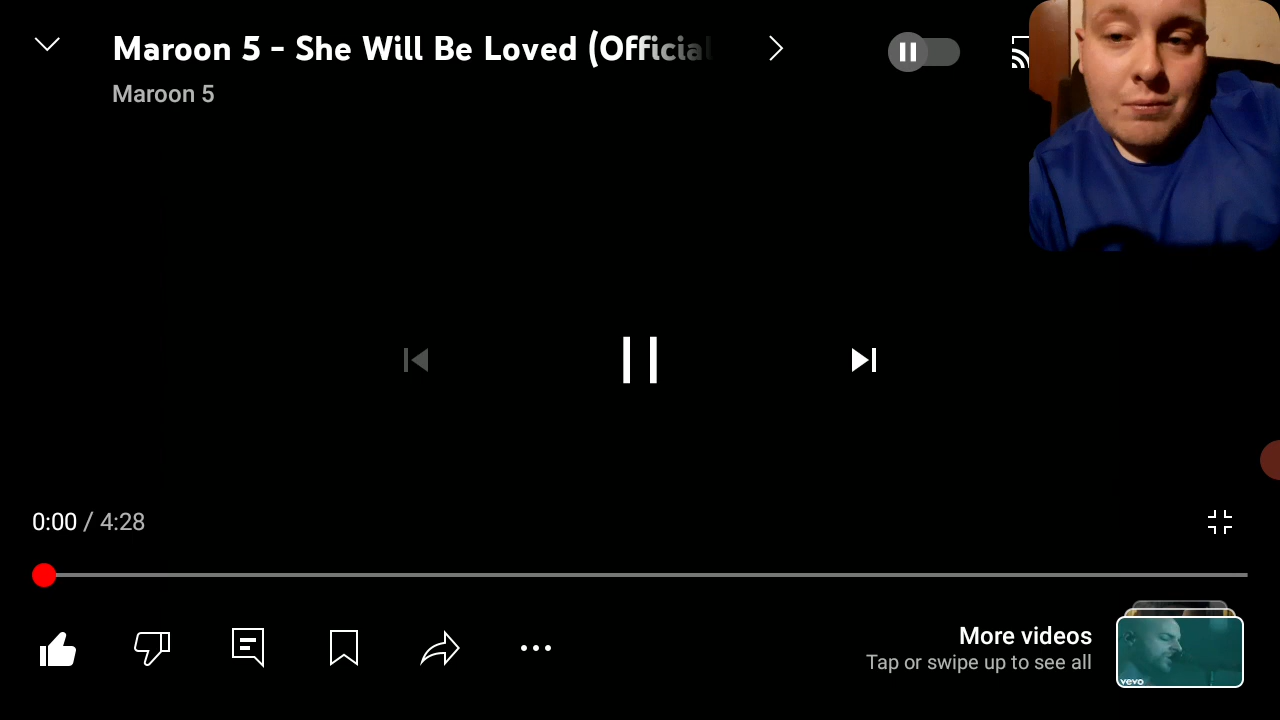 Maroon 5 - She Will Be Loved (Official
Maroon 5
0:00 / 4:28
More videos
Tap or swipe up to see all
vevo